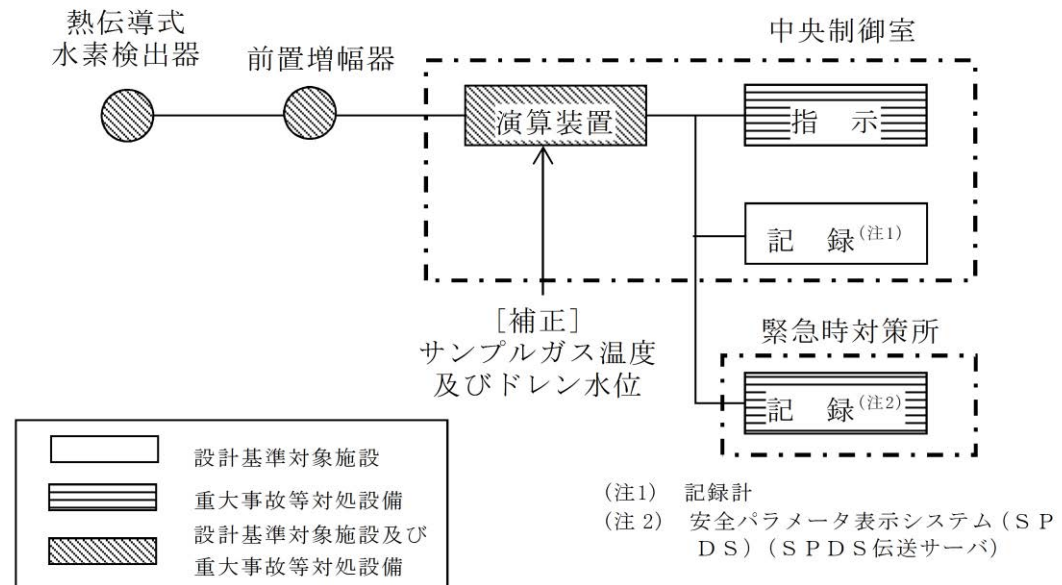 熱伝導式
水素検出器
前置増幅器
中央制御室
演算装置
指 示
記 録(注1)
[補正]
サンプルガス温度
及びドレン水位
緊急時対策所
記 録(注2)
設計基準対象施設
重大事故等対処設備
設計基準対象施設及び
重大事故等対処設備
(注1) 記録計
(注2) 安全パラメータ表示システム(SP
DS)(SPDS伝送サーバ)